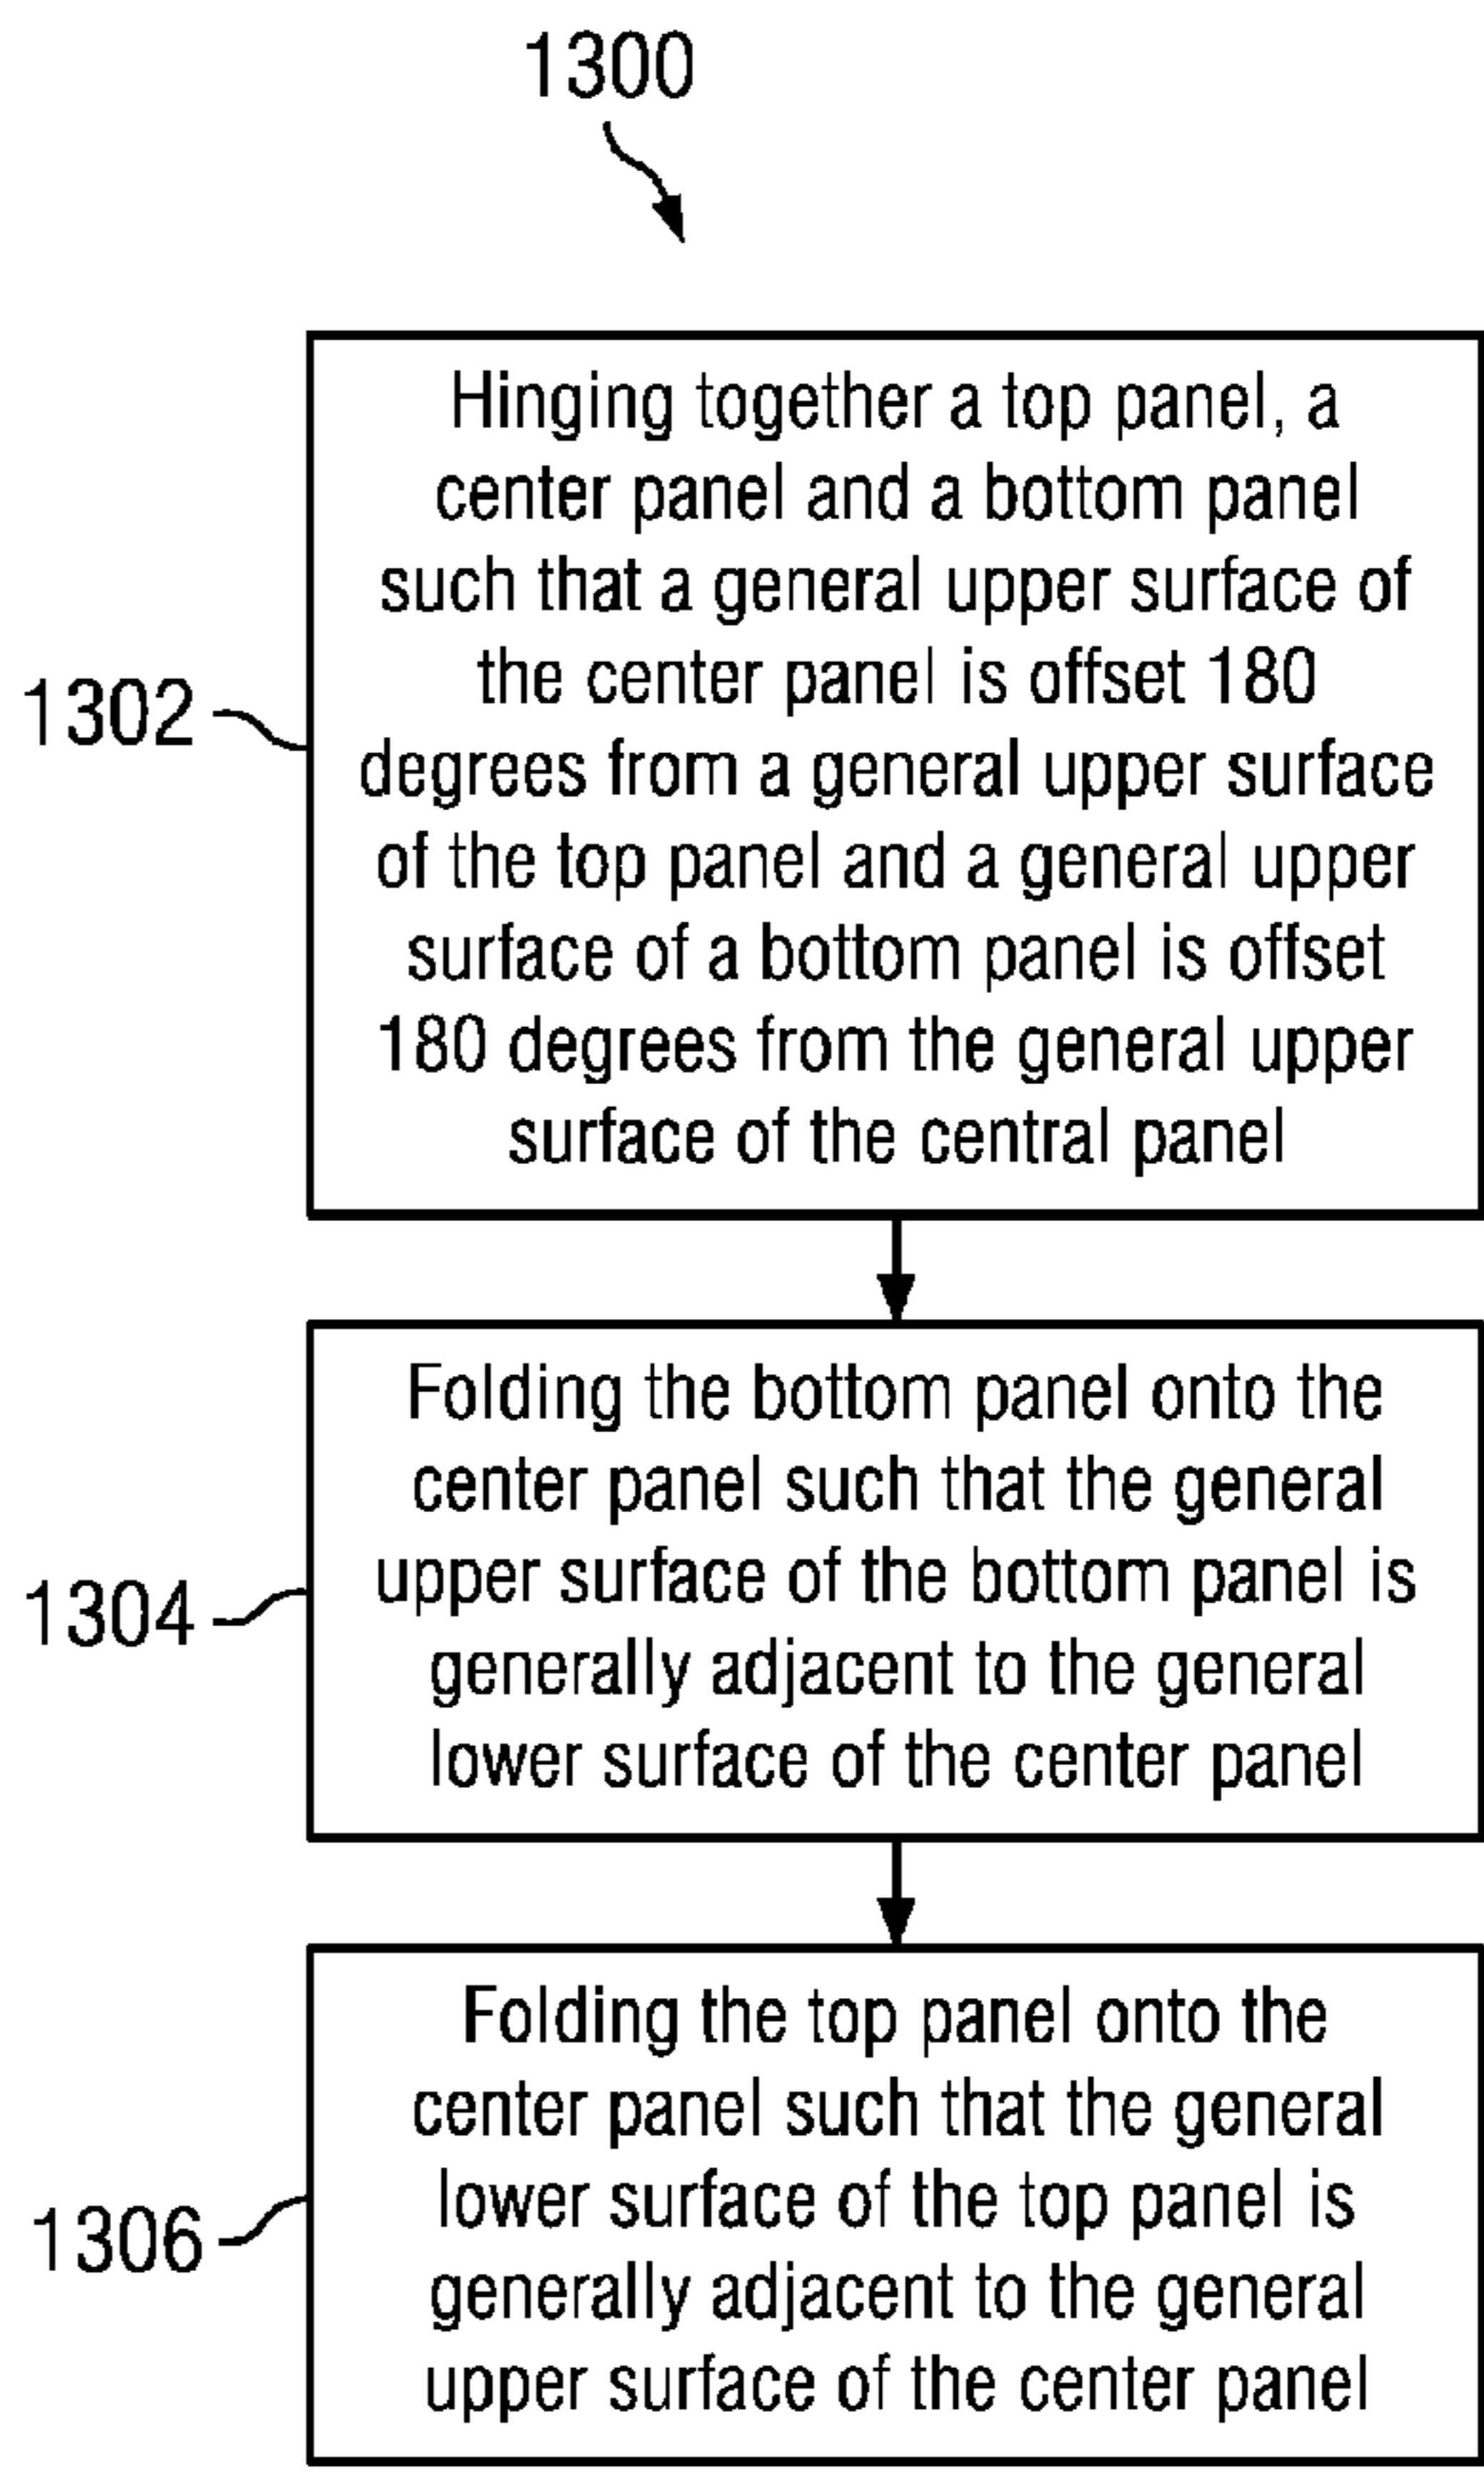 1300
Hinging together a top panel, a
center panel and a bottom panel
such that a general upper surface of
the center panel is offset 180
degrees from a general upper surface
of the top panel and a general upper
surface of a bottom panel is offset
180 degrees from the general upper
surface of the central panel
1302
Folding the bottom panel onto the
center panel such that the general
upper surface of the bottom panel is
generally adjacent to the general
lower surface of the center panel
1304
Folding the top panel onto the
center panel such that the general
lower surface of the top panel is
generally adjacent to the general
upper surface of the center panel
1306